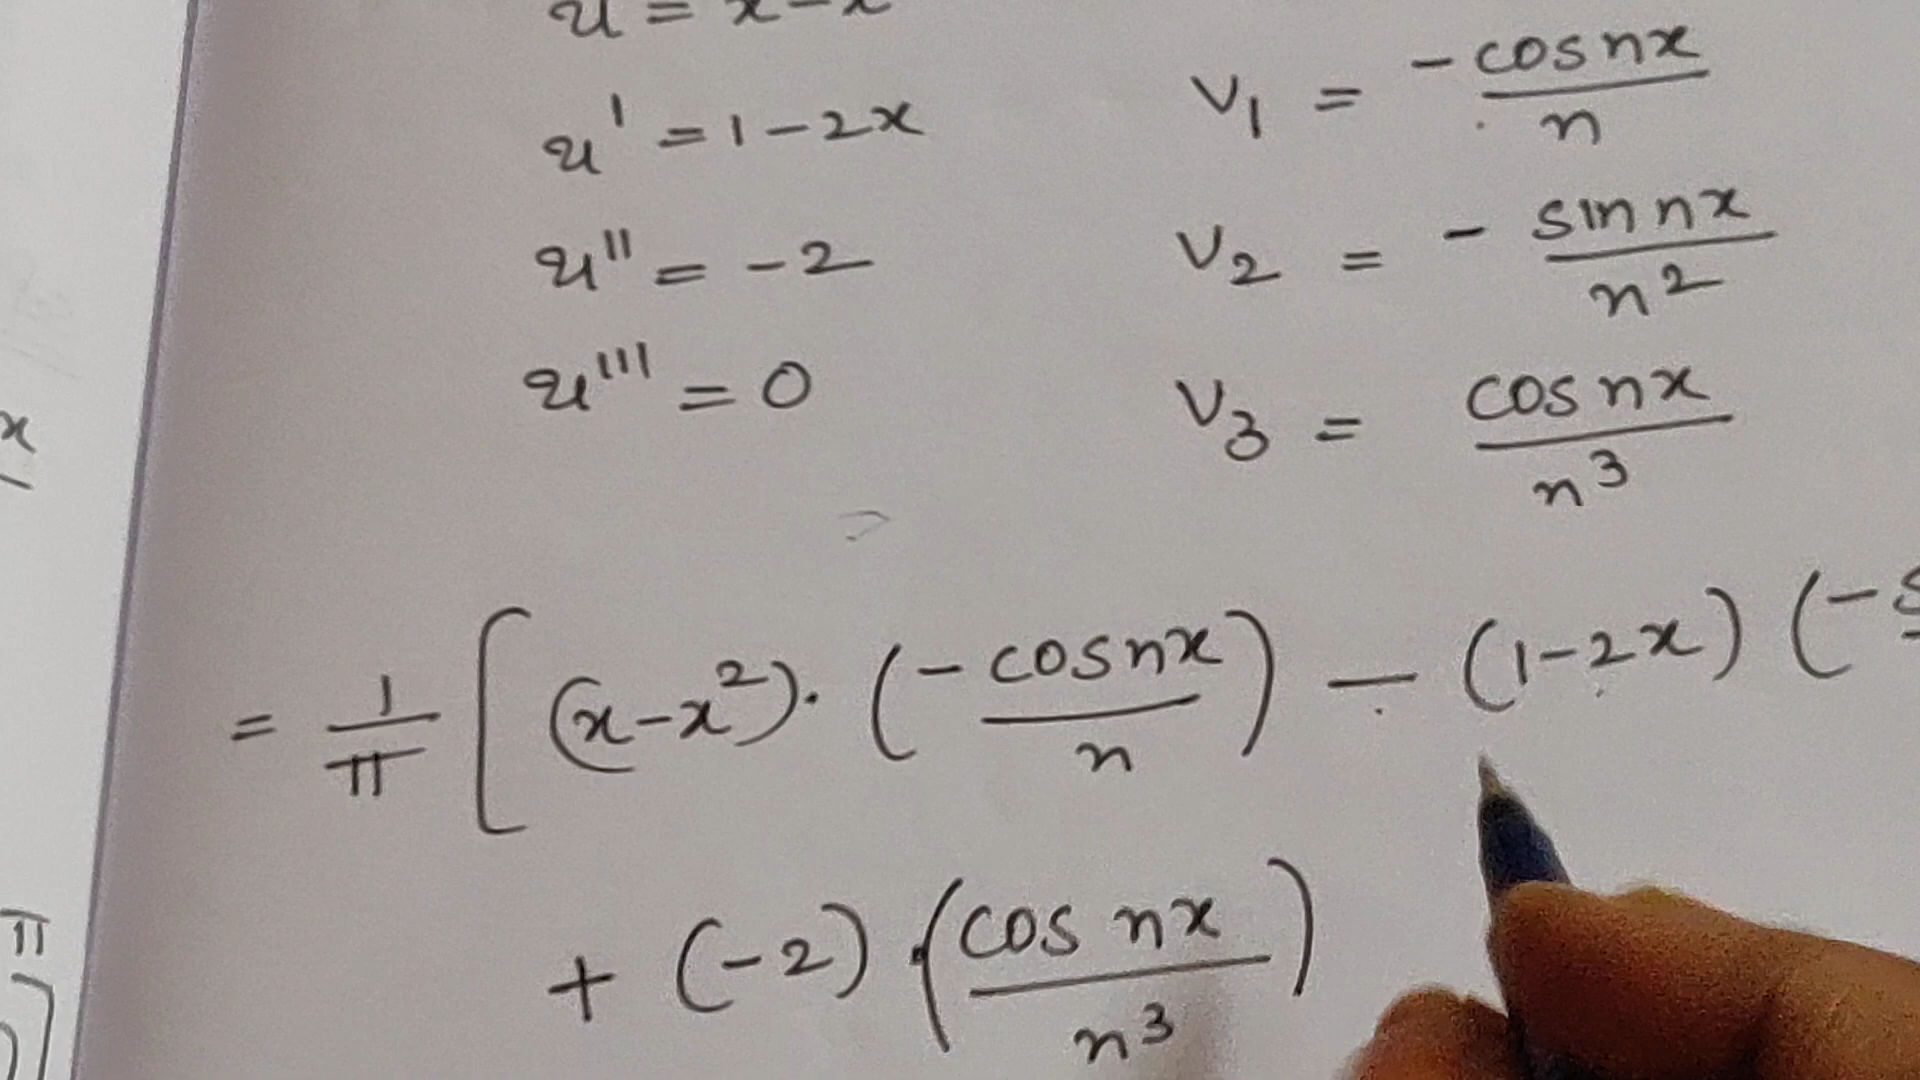 u = x - x
u' = 1 - 2x    v₁ = -cos nx / n
u'' = -2    v₂ = - sin nx / n²
u''' = 0    v₃ = cos nx / n³
= 1/π [ (x - x²) · ( - cos nx / n ) - (1 - 2x) ( -
+ (-2) · ( cos nx / n³ )
x
π